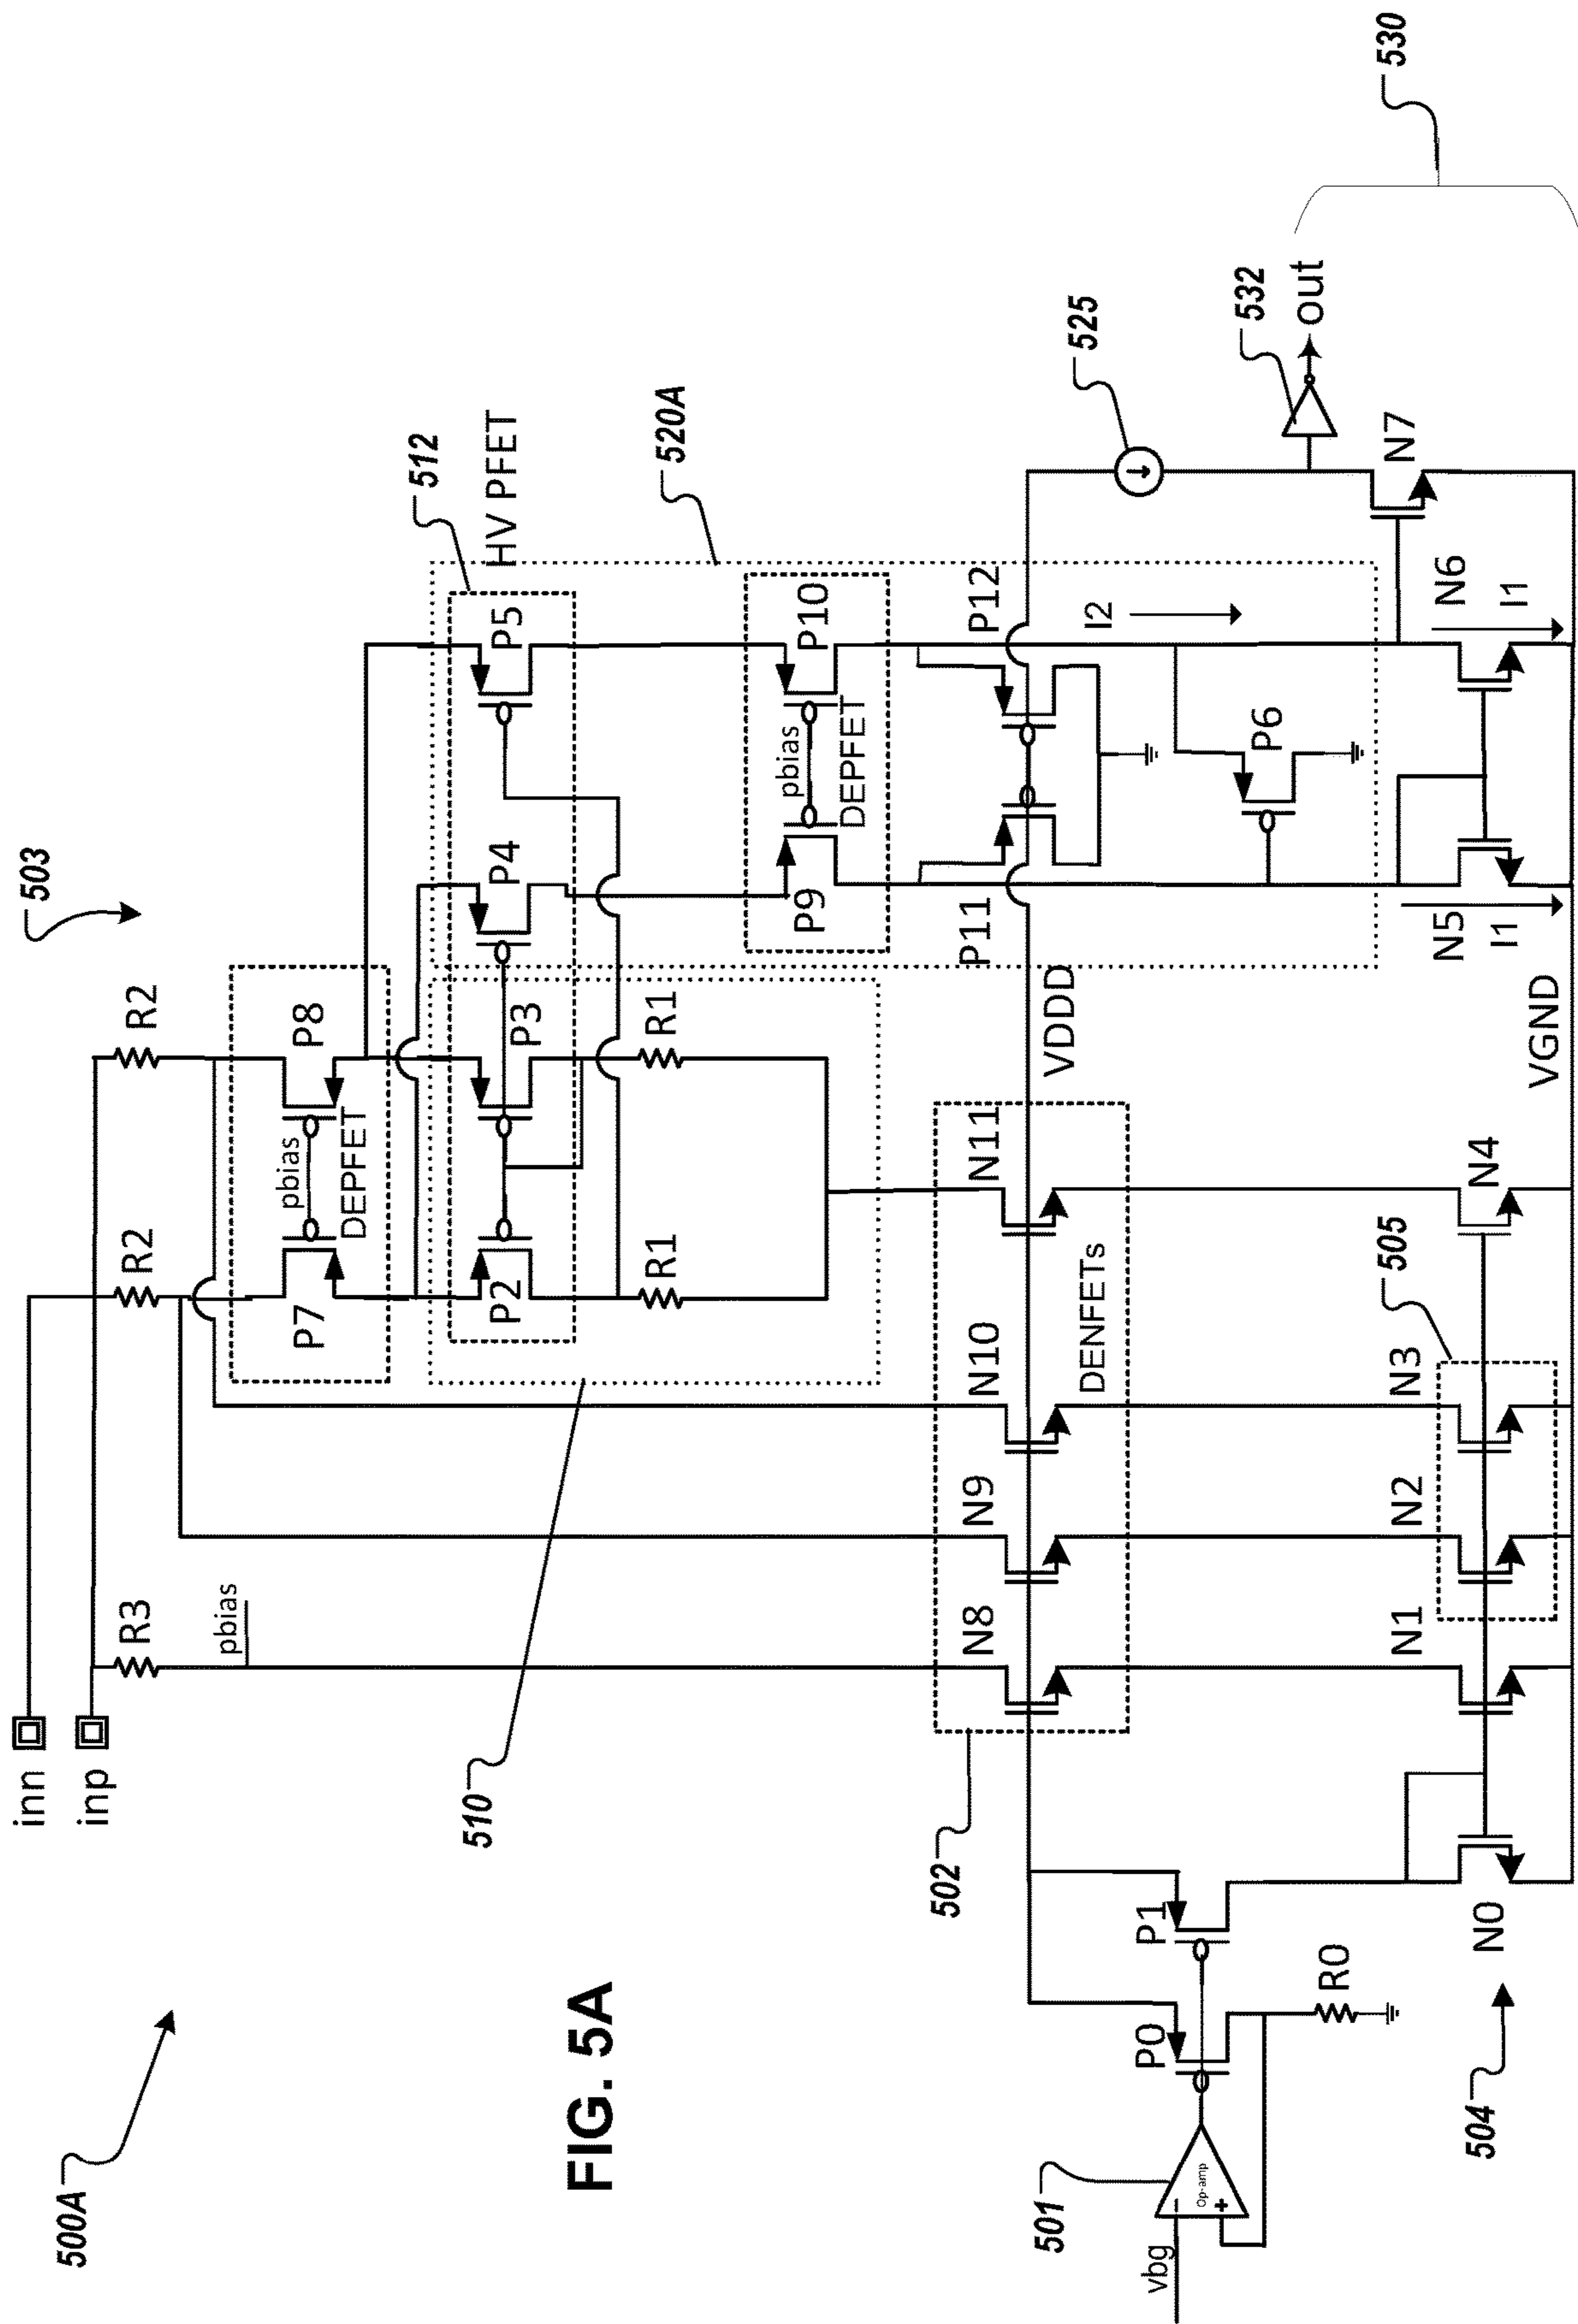 500A
503
inn
inp
R3
R2
R2
pbias
P7
P8
pbias
DEPFET
512
HV PFET
P2
P3
P4
P5
510
R1
R1
520A
P9
P10
pbias
DEPFET
FIG. 5A
502
N8
N9
N10
N11
DENFETs
VDDD
P11
P12
525
I2
P6
501
vbg
Op-amp
-
+
P0
P1
R0
532
out
530
504
N0
N1
N2
N3
505
N4
VGND
N5
I1
N6
I1
N7